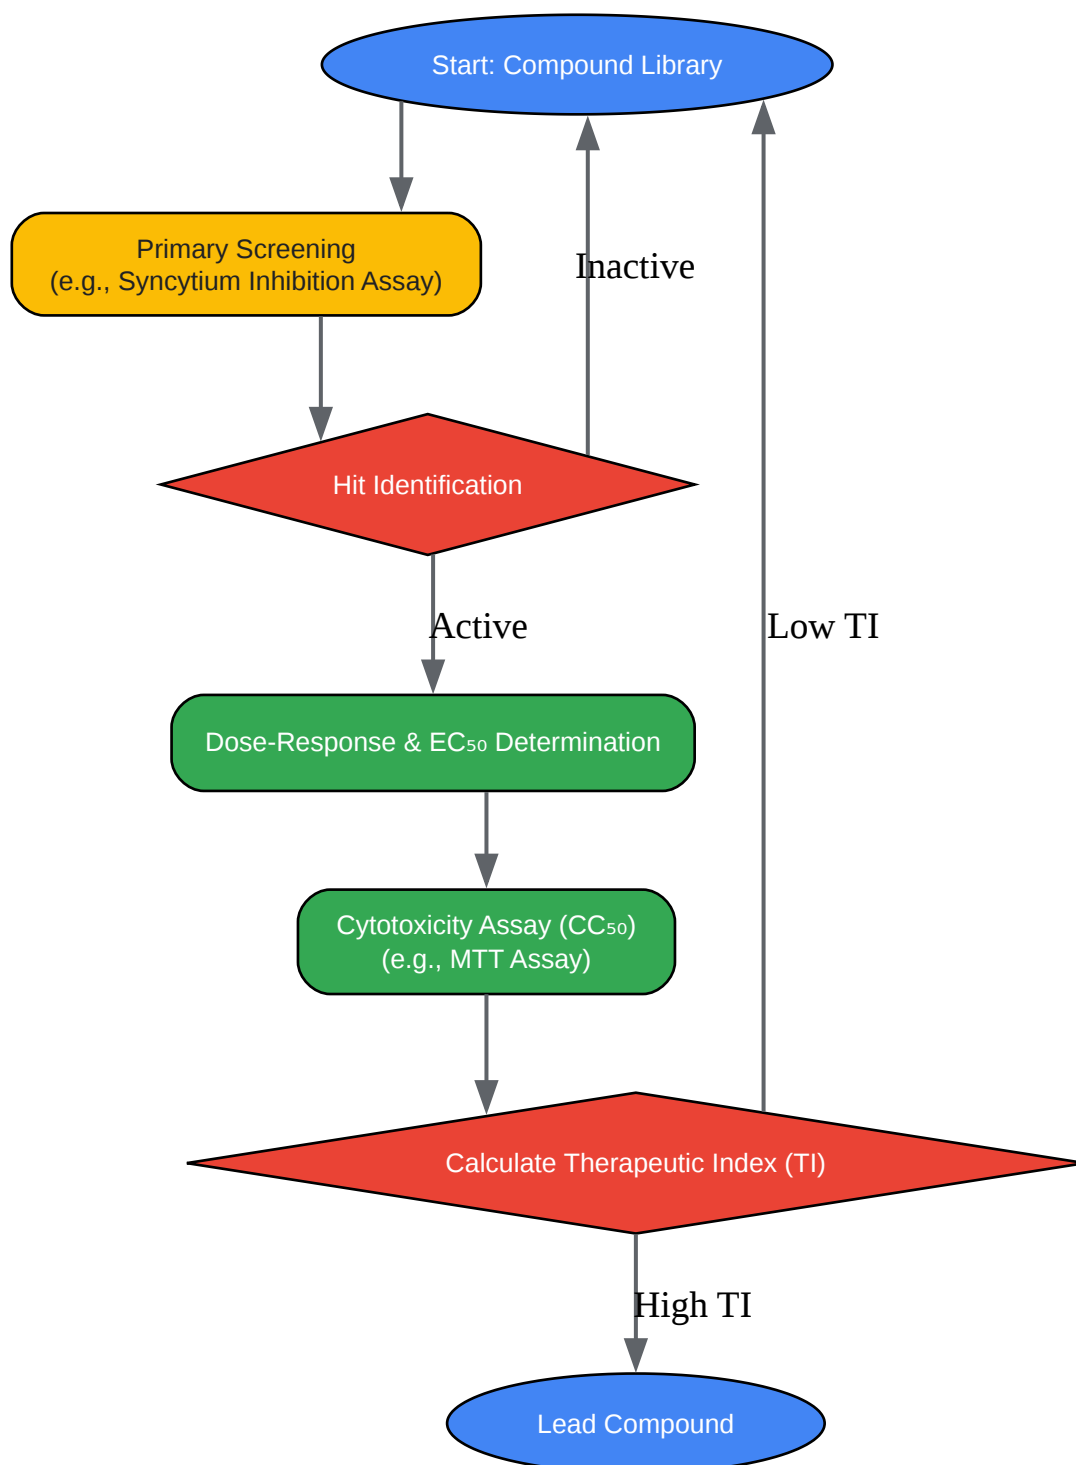 Start: Compound Library
Primary Screening
(e.g., Syncytium Inhibition Assay)
Inactive
Hit Identification
Active
Low TI
Dose-Response & EC₅₀ Determination
Cytotoxicity Assay (CC₅₀)
(e.g., MTT Assay)
Calculate Therapeutic Index (TI)
High TI
Lead Compound